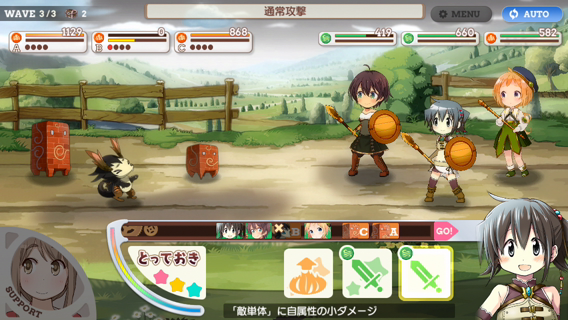 WAVE 3/3 2
通常攻撃
MENU
AUTO
1129
A
0
B
868
C
419
660
582
B
C
A
GO!
とっておき
SUPPORT
「敵単体」に自属性の小ダメージ